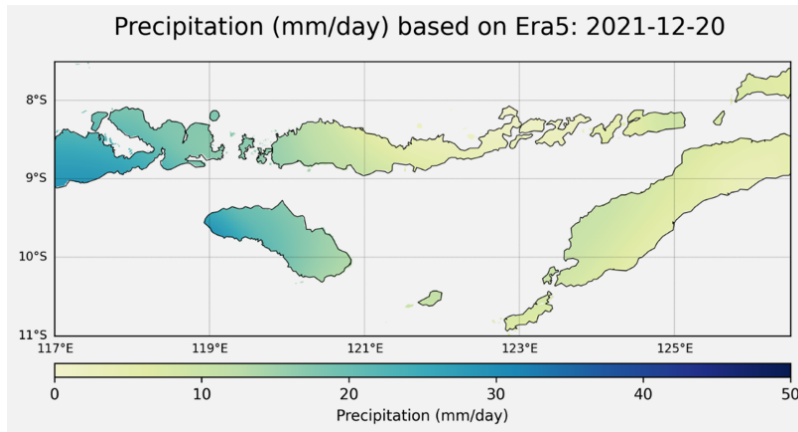 Precipitation (mm/day) based on Era5: 2021-12-20
8°S
9°S
10°S
11°S
117°E 119°E 121°E 123°E 125°E
0 10 20 30 40 50
Precipitation (mm/day)